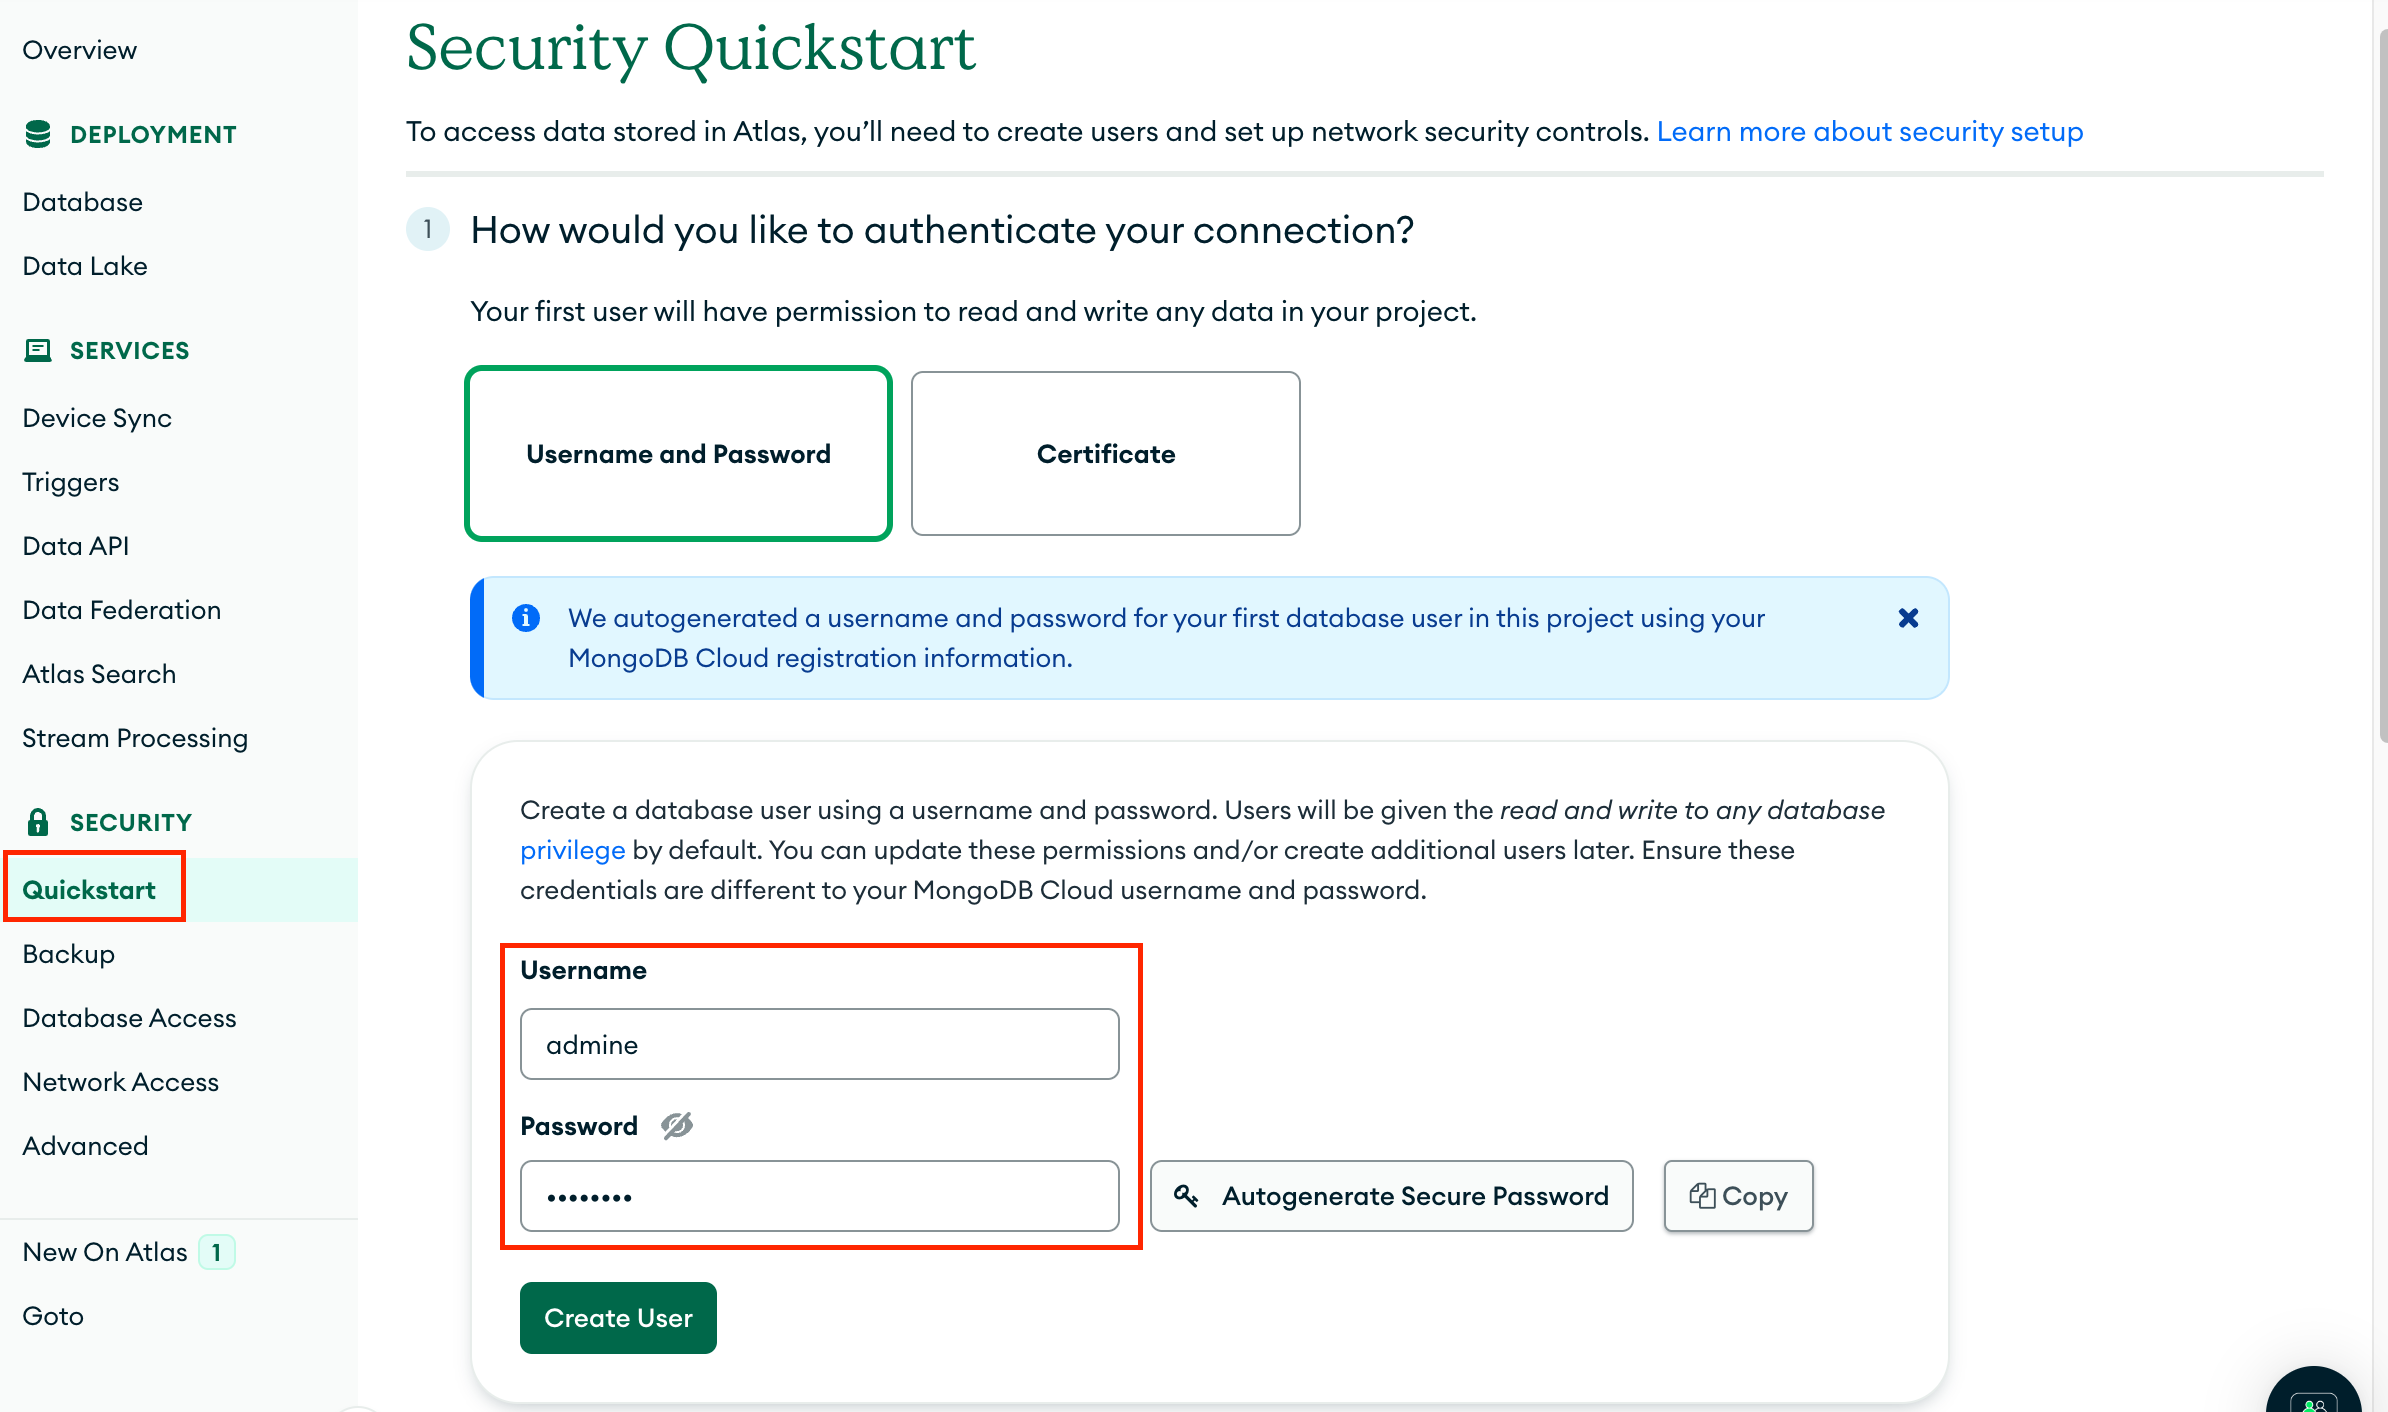 Overview
DEPLOYMENT
Database
Data Lake
SERVICES
Device Sync
Triggers
Data API
Data Federation
Atlas Search
Stream Processing
SECURITY
Quickstart
Backup
Database Access
Network Access
Advanced
New On Atlas 1
Goto
Security Quickstart
To access data stored in Atlas, you’ll need to create users and set up network security controls. Learn more about security setup
1 How would you like to authenticate your connection?
Your first user will have permission to read and write any data in your project.
Username and Password
Certificate
We autogenerated a username and password for your first database user in this project using your
MongoDB Cloud registration information.
Create a database user using a username and password. Users will be given the read and write to any database
privilege by default. You can update these permissions and/or create additional users later. Ensure these
credentials are different to your MongoDB Cloud username and password.
Username
admine
Password
••••••••
Autogenerate Secure Password
Copy
Create User